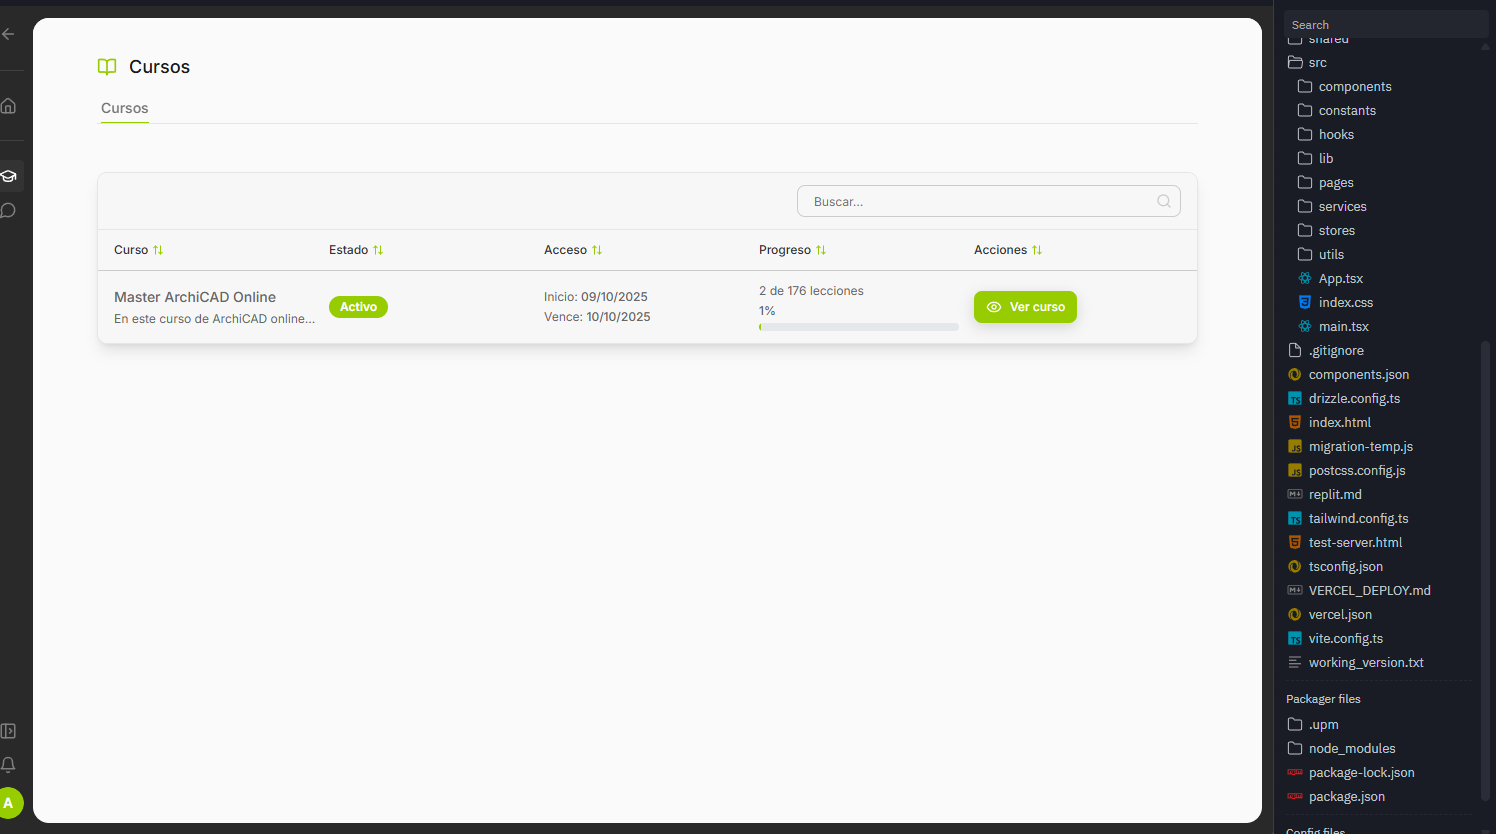 Cursos
Cursos
Buscar...
Curso
Estado
Acceso
Progreso
Acciones
Master ArchiCAD Online
En este curso de ArchiCAD online...
Activo
Inicio: 09/10/2025
Vence: 10/10/2025
2 de 176 lecciones
1%
Ver curso
A
Search
shared
src
components
constants
hooks
lib
pages
services
stores
utils
App.tsx
index.css
main.tsx
.gitignore
components.json
drizzle.config.ts
index.html
migration-temp.js
postcss.config.js
replit.md
tailwind.config.ts
test-server.html
tsconfig.json
VERCEL_DEPLOY.md
vercel.json
vite.config.ts
working_version.txt
Packager files
.upm
node_modules
package-lock.json
package.json
Config files